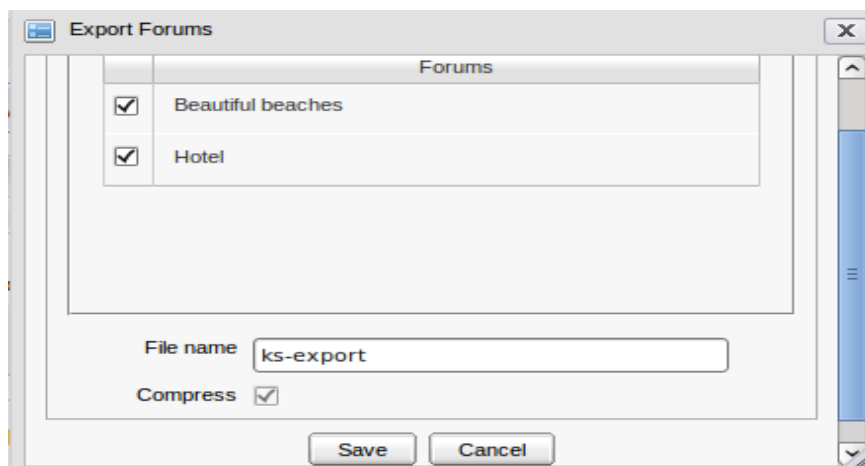 Export Forums
Forums
Beautiful beaches
Hotel
File name ks-export
Compress
Save Cancel